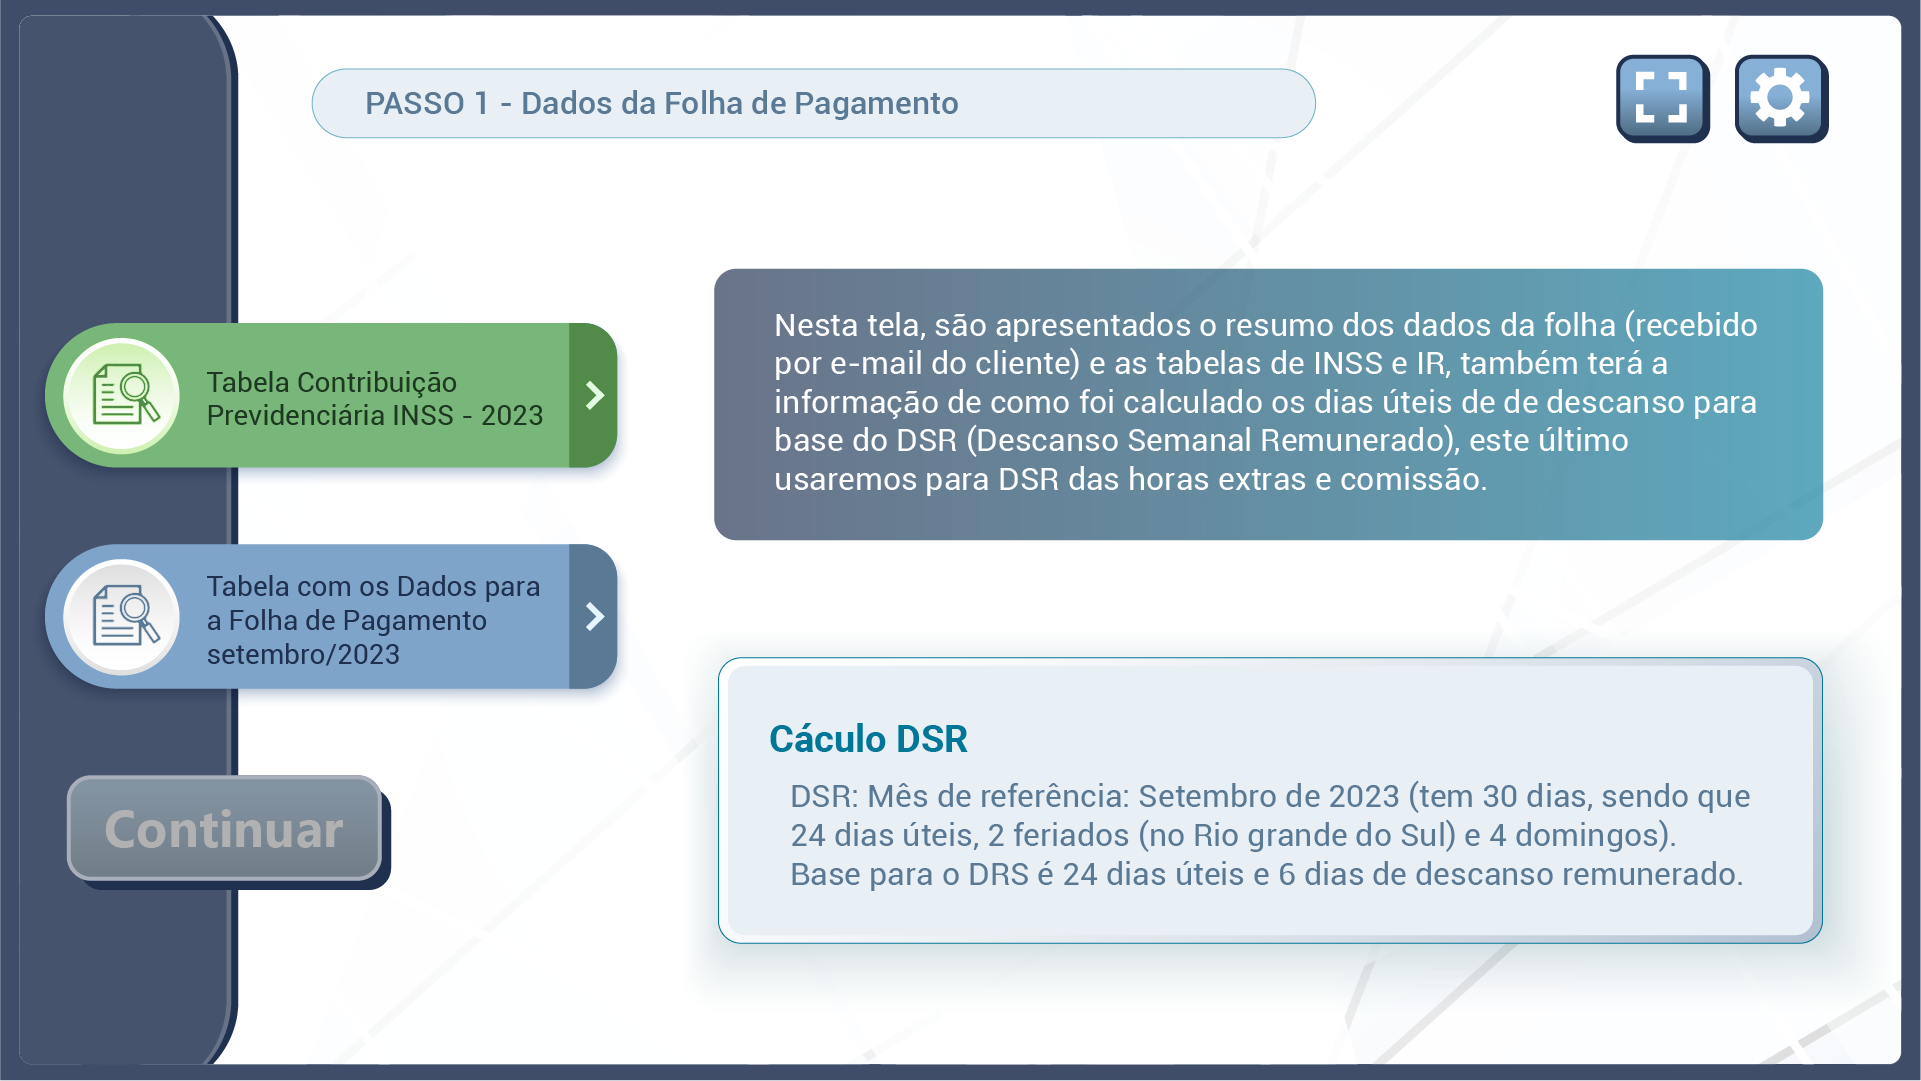 PASSO 1 - Dados da Folha de Pagamento
Nesta tela, são apresentados o resumo dos dados da folha (recebido
por e-mail do cliente) e as tabelas de INSS e IR, também terá a
informação de como foi calculado os dias úteis de de descanso para
base do DSR (Descanso Semanal Remunerado), este último
usaremos para DSR das horas extras e comissão.
Tabela Contribuição
Previdenciária INSS - 2023
Tabela com os Dados para
a Folha de Pagamento
setembro/2023
Continuar
Cáculo DSR
DSR: Mês de referência: Setembro de 2023 (tem 30 dias, sendo que
24 dias úteis, 2 feriados (no Rio grande do Sul) e 4 domingos).
Base para o DRS é 24 dias úteis e 6 dias de descanso remunerado.